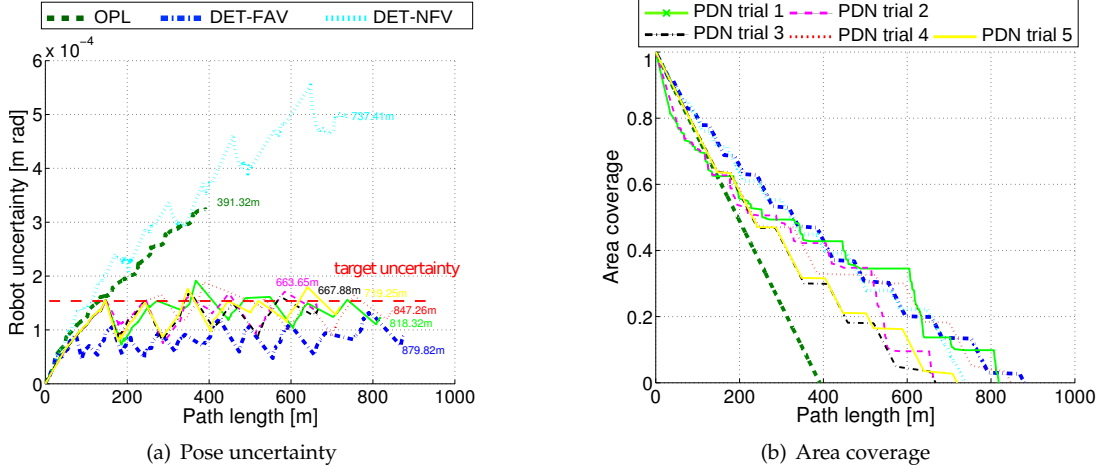 OPL DET-FAV DET-NFV
6 x 10⁻⁴
5
4
3
2
1
0
Robot uncertainty [m rad]
737.41m
391.32m
target uncertainty
663.65m
667.88m
847.26m
818.32m
879.82m
0 200 400 600 800 1000
Path length [m]
(a) Pose uncertainty
PDN trial 1 PDN trial 2
PDN trial 3 PDN trial 4 PDN trial 5
1
0.8
0.6
0.4
0.2
0
Area coverage
0 200 400 600 800 1000
Path length [m]
(b) Area coverage